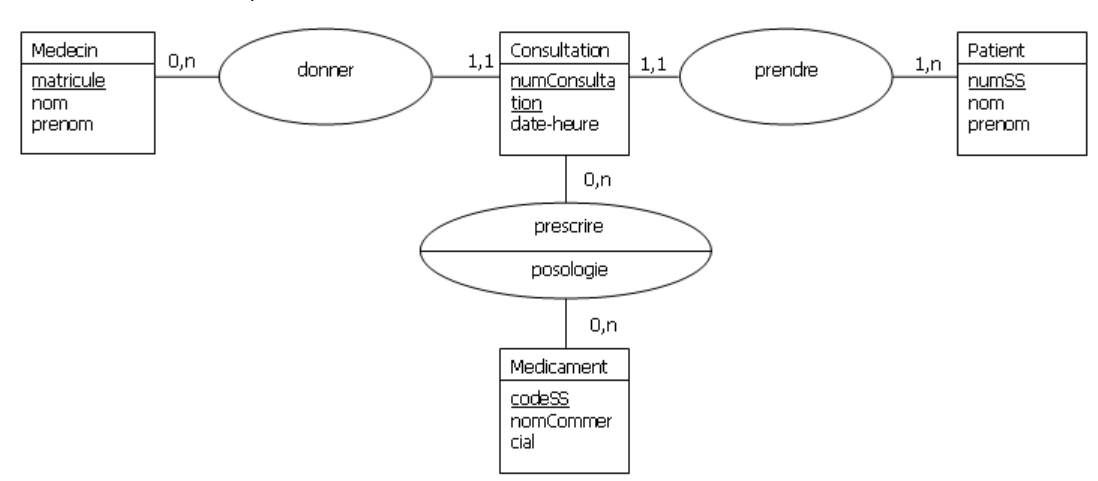 Medecin
matricule
nom
prenom
0,n
donner
1,1
Consultation
numConsulta
tion
date-heure
1,1
prendre
1,n
Patient
numSS
nom
prenom
0,n
prescrire
posologie
0,n
Medicament
codeSS
nomCommer
cial